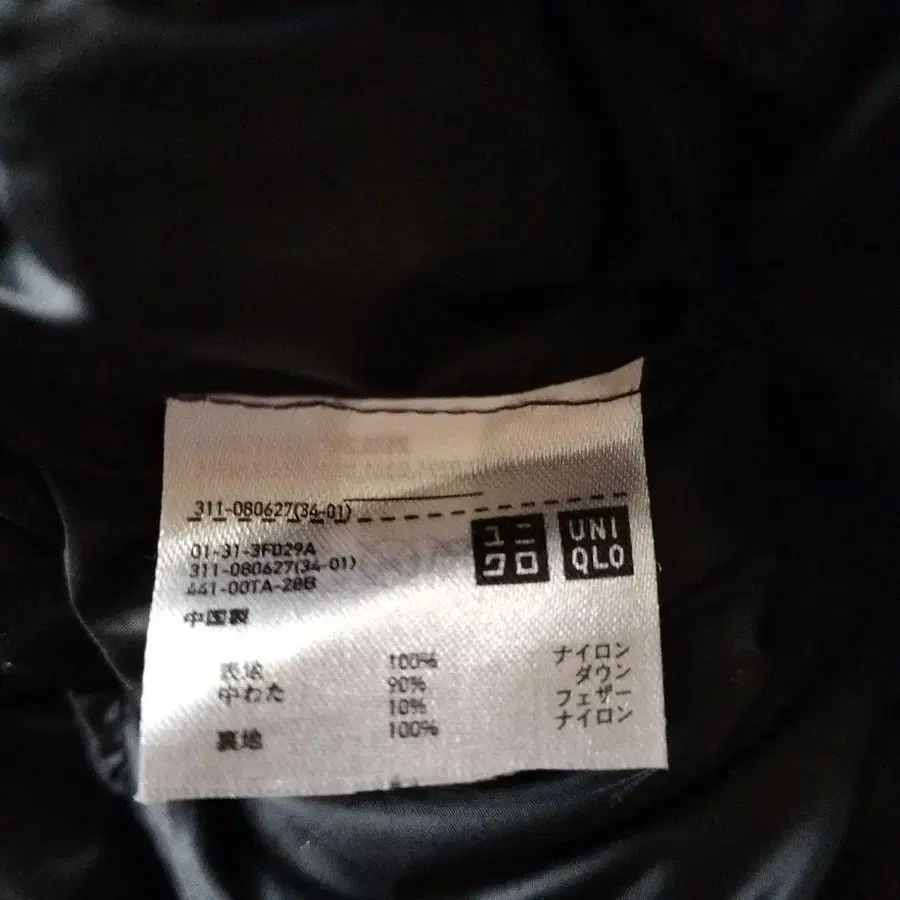 311-080627(34-01)
01-31-3F029A
311-080627(34-01)
441-00TA-28B
中国製
ユニ
クロ
UNI
QLO
表地 100% ナイロン
中わた 90% ダウン
10% フェザー
裏地 100% ナイロン